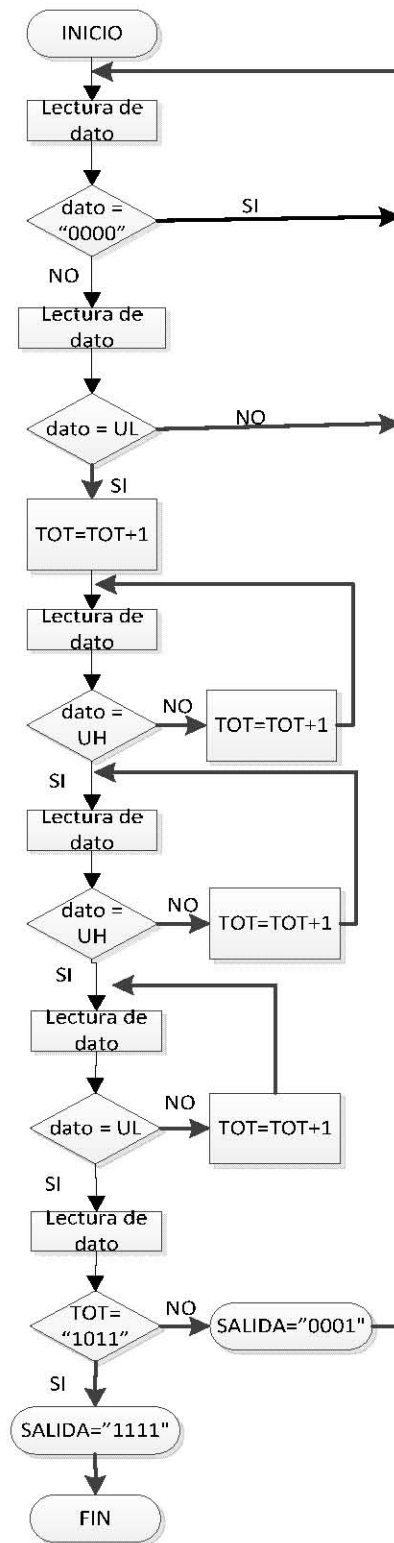 INICIO
Lectura de
dato
dato =
“0000”
SI
NO
Lectura de
dato
dato = UL
NO
SI
TOT=TOT+1
Lectura de
dato
dato =
UH
NO
TOT=TOT+1
SI
Lectura de
dato
dato =
UH
NO
TOT=TOT+1
SI
Lectura de
dato
dato = UL
NO
TOT=TOT+1
SI
Lectura de
dato
TOT=
“1011”
NO
SALIDA=”0001"
SI
SALIDA=”1111"
FIN